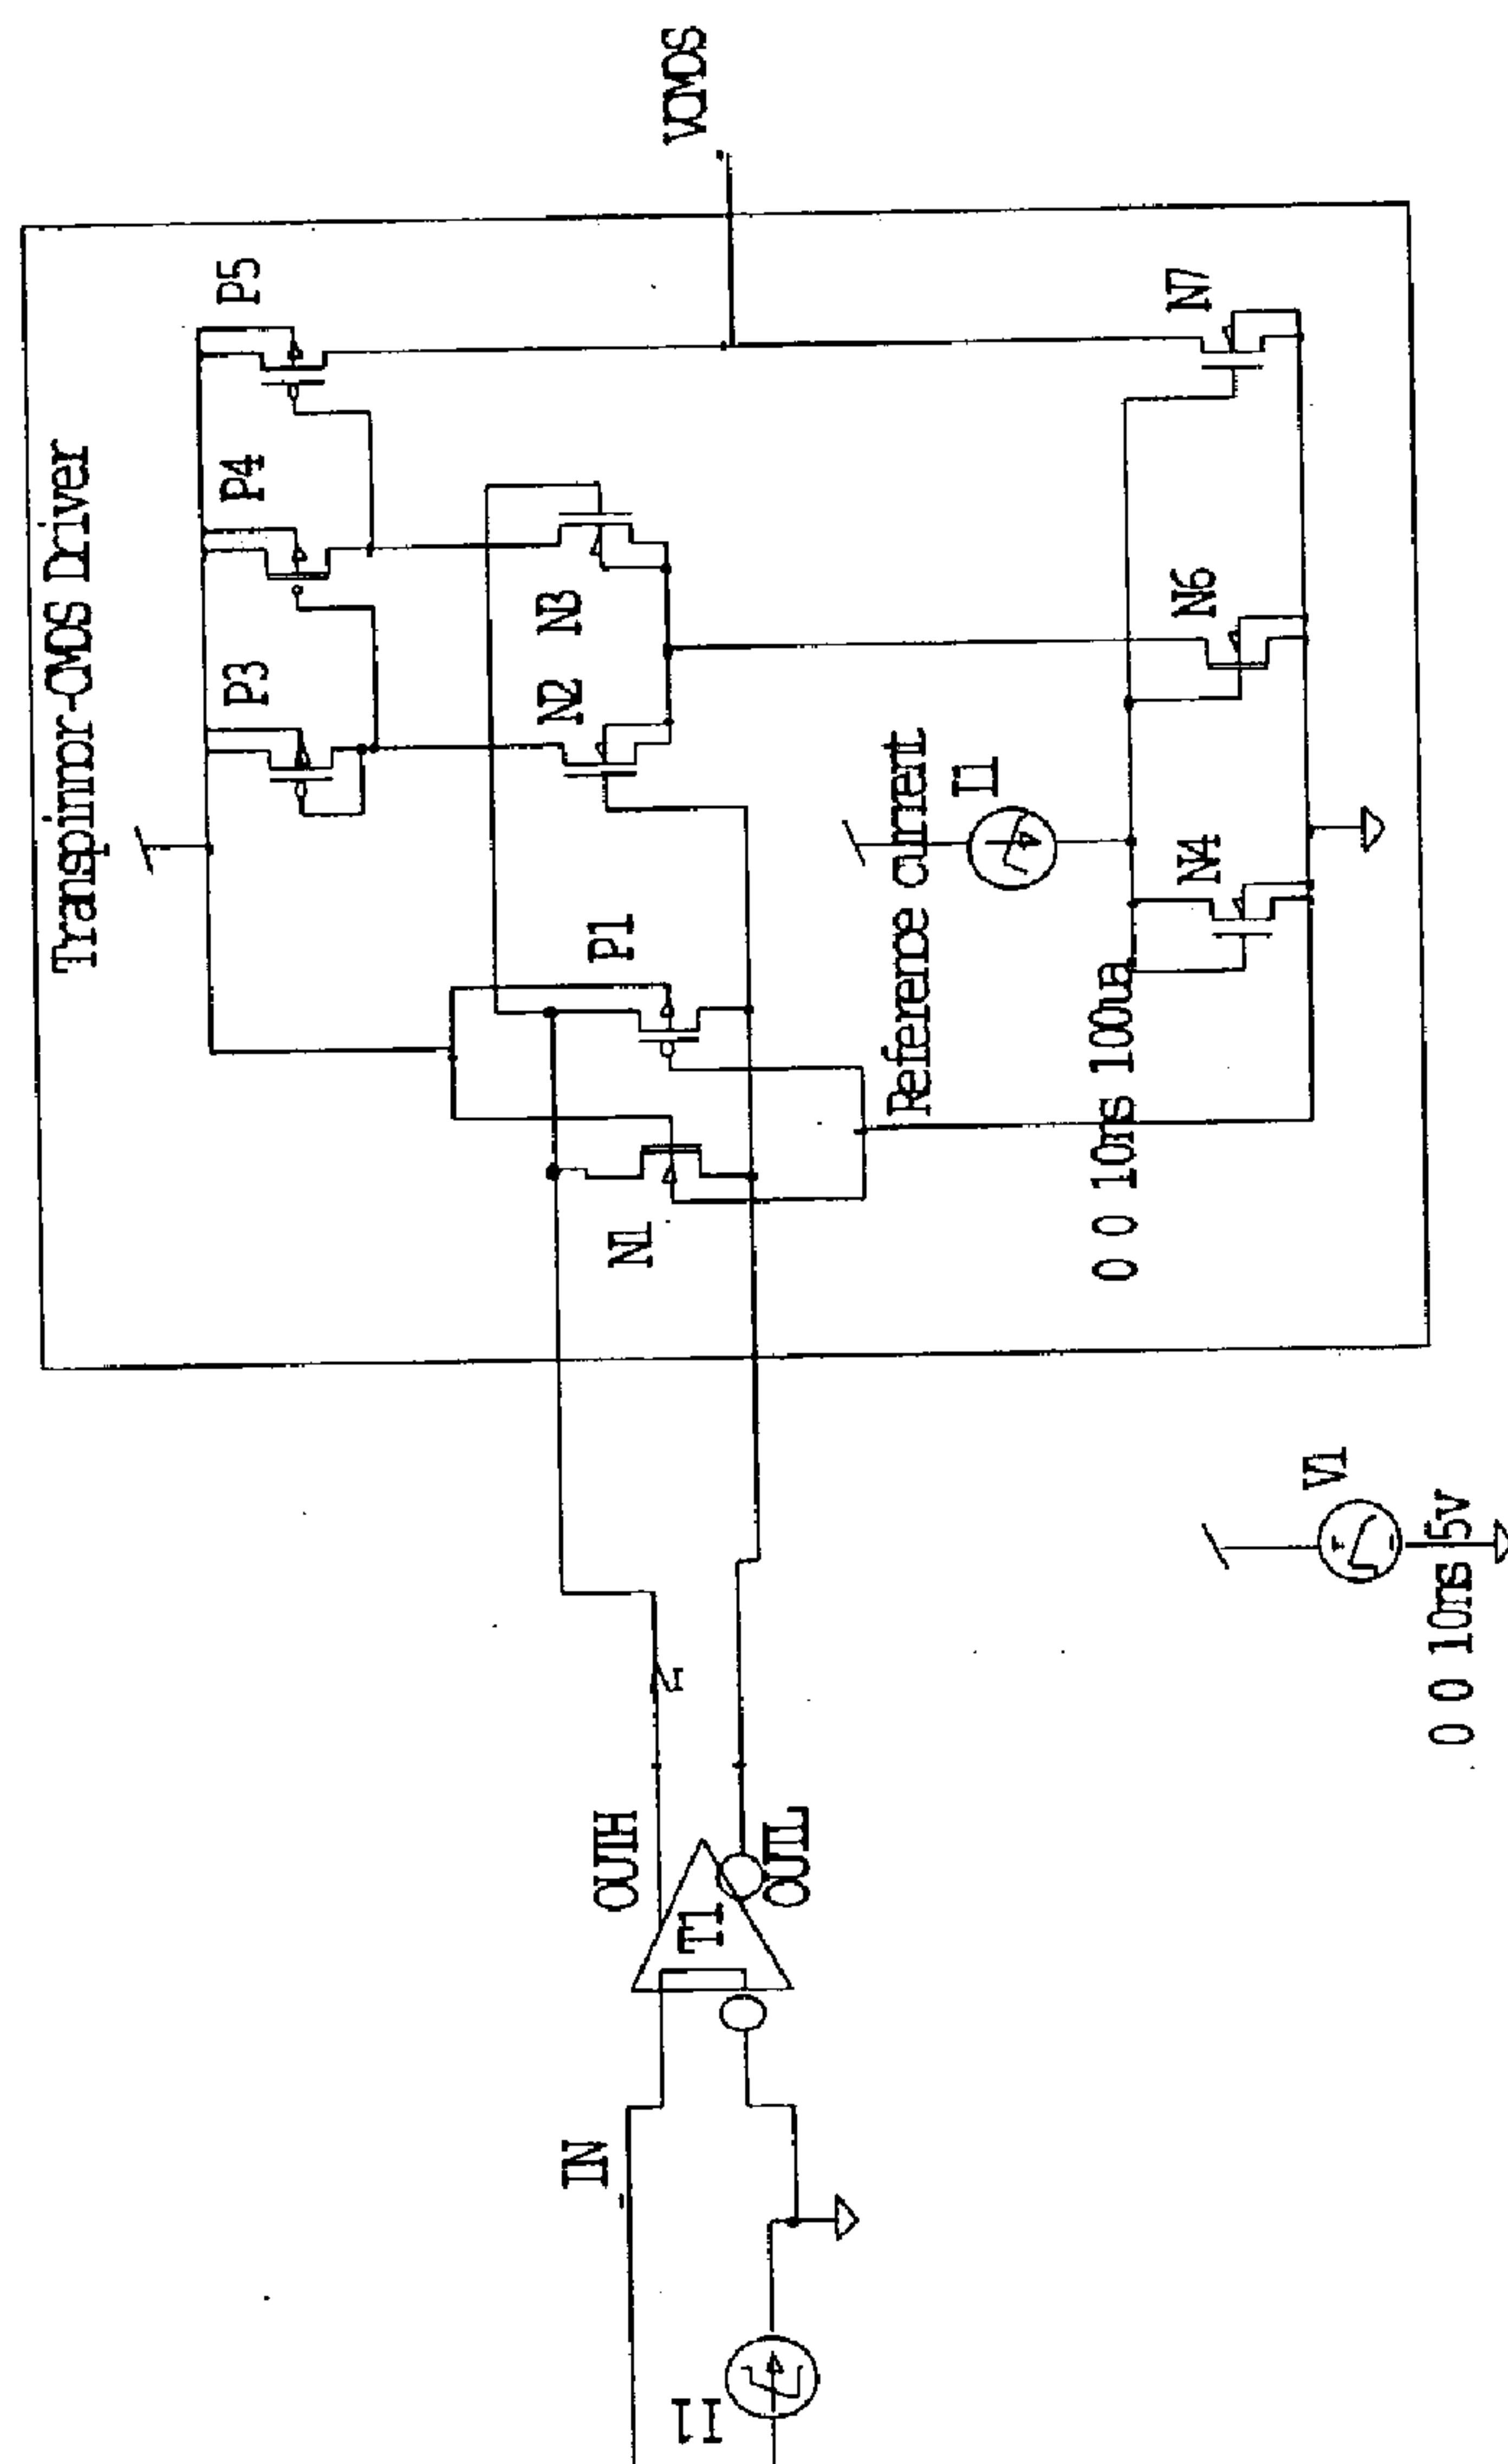 Transpinnor-CMOS Driver
P3
P4
P5
VCMOS
N1
P1
N2
N3
Reference current
I1
0 0 10ns 100ua
N4
N6
N7
OUTH
T1
OUTL
IN
I1
V1
0 0 10ns 5v